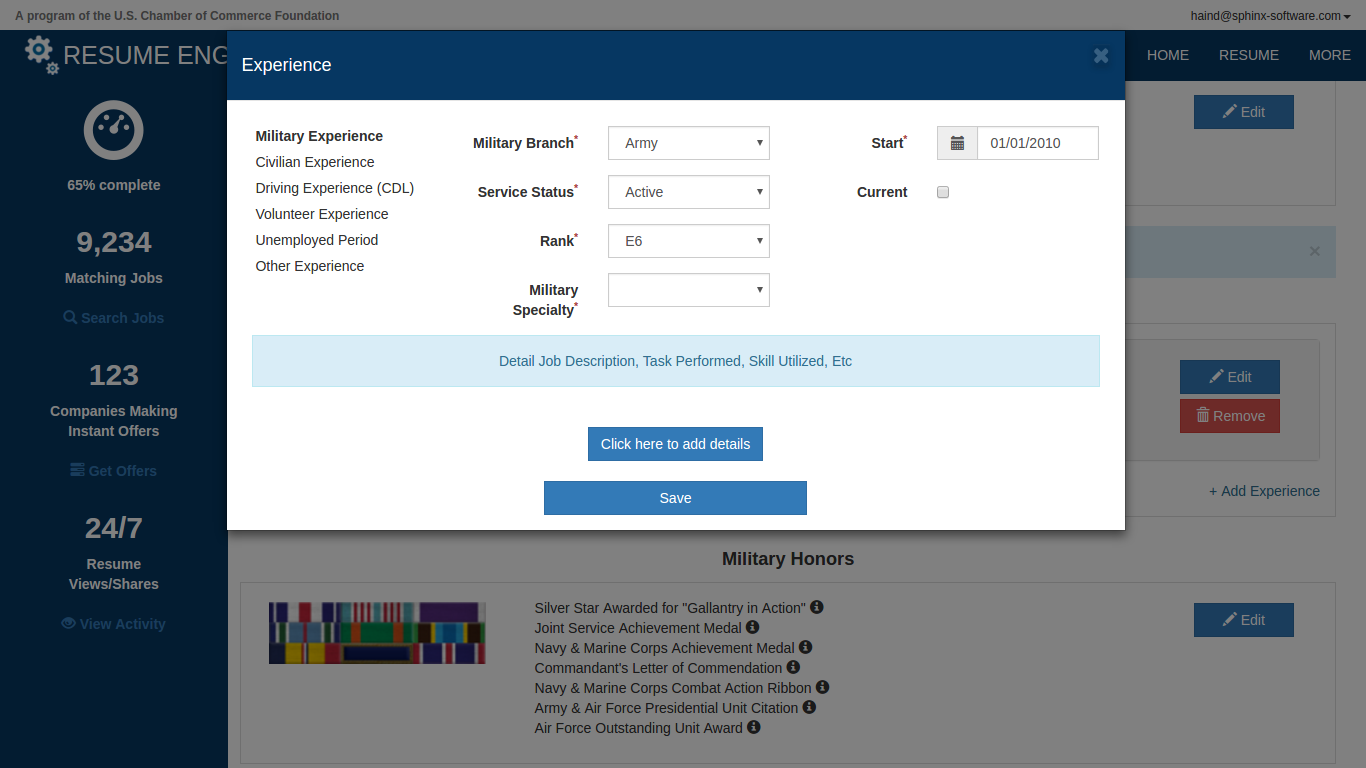 A program of the U.S. Chamber of Commerce Foundation
haind@sphinx-software.com
RESUME ENG
HOME
RESUME
MORE
65% complete
9,234
Matching Jobs
Search Jobs
123
Companies Making
Instant Offers
Get Offers
24/7
Resume
Views/Shares
View Activity
Experience
×
Military Experience
Civilian Experience
Driving Experience (CDL)
Volunteer Experience
Unemployed Period
Other Experience
Military Branch*
Army
Service Status*
Active
Rank*
E6
Military
Specialty*
Start*
01/01/2010
Current
Detail Job Description, Task Performed, Skill Utilized, Etc
Click here to add details
Save
Edit
×
Edit
Remove
+ Add Experience
Military Honors
Silver Star Awarded for "Gallantry in Action"
Joint Service Achievement Medal
Navy & Marine Corps Achievement Medal
Commandant's Letter of Commendation
Navy & Marine Corps Combat Action Ribbon
Army & Air Force Presidential Unit Citation
Air Force Outstanding Unit Award
Edit